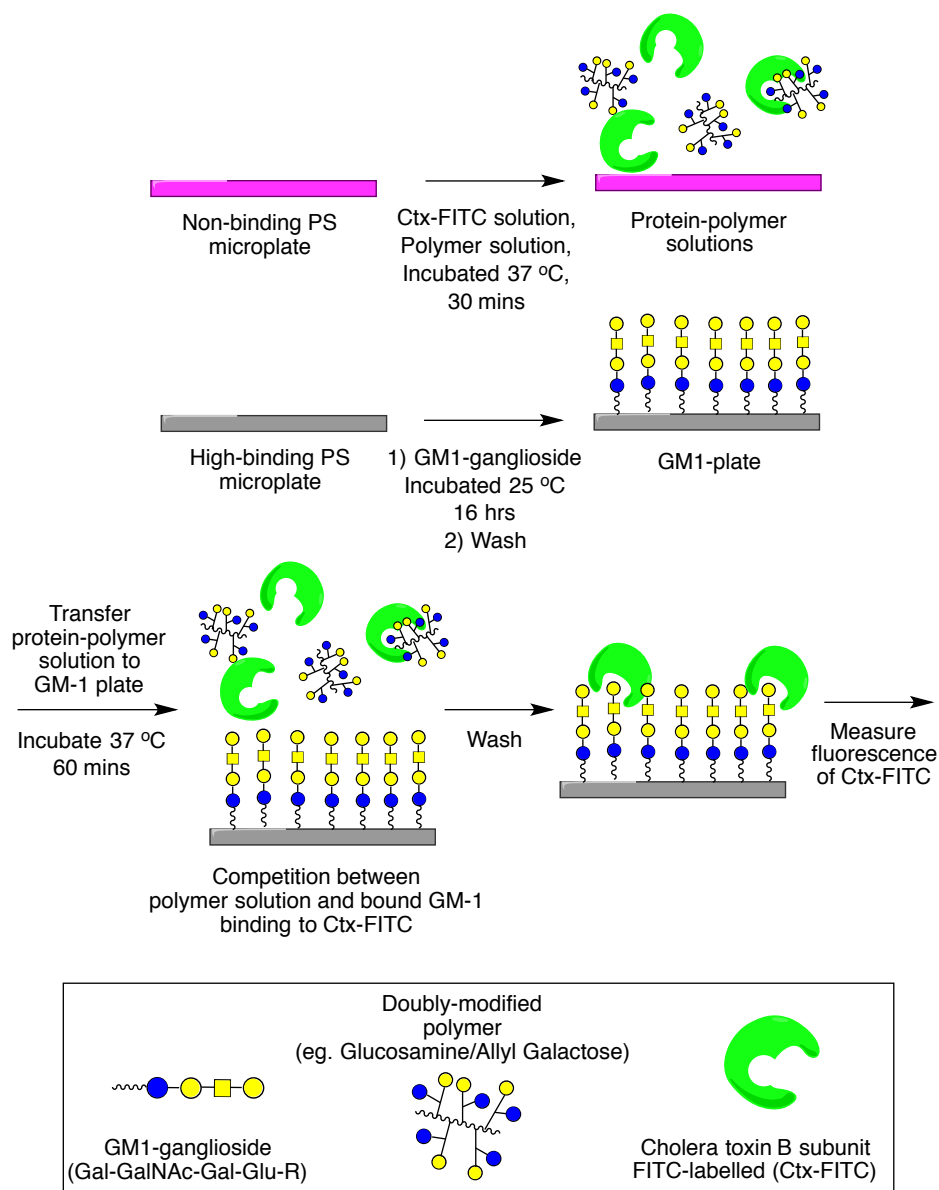 Non-binding PS
microplate
Ctx-FITC solution,
Polymer solution,
Incubated 37 ºC,
30 mins
Protein-polymer
solutions
High-binding PS
microplate
1) GM1-ganglioside
Incubated 25 ºC
16 hrs
2) Wash
GM1-plate
Transfer
protein-polymer
solution to
GM-1 plate
Incubate 37 ºC
60 mins
Competition between
polymer solution and bound GM-1
binding to Ctx-FITC
Wash
Measure
fluorescence
of Ctx-FITC
GM1-ganglioside
(Gal-GalNAc-Gal-Glu-R)
Doubly-modified
polymer
(eg. Glucosamine/Allyl Galactose)
Cholera toxin B subunit
FITC-labelled (Ctx-FITC)